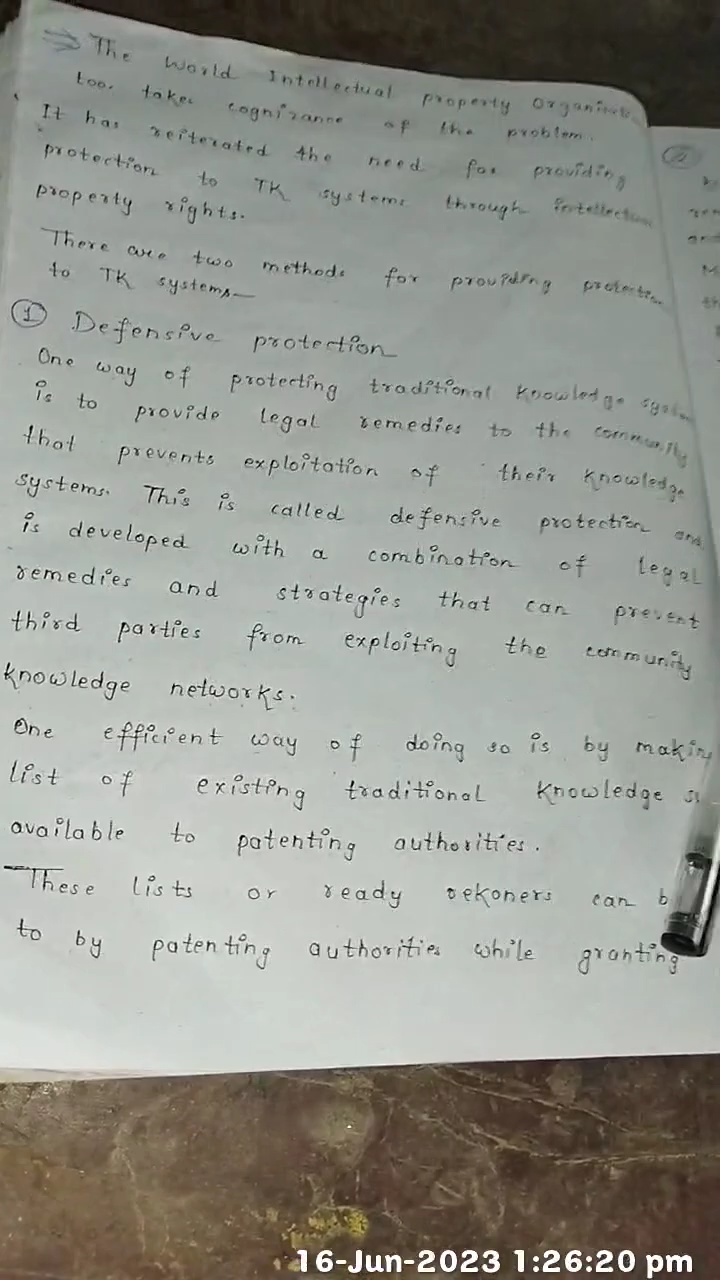 ⇒ The World Intellectual property
too. takes cognizanne of the problem.
It has reiterated the need for providing
protection to TK systems through
property rights.
There are two methods for providing
to TK systems—
① Defensive protection
One way of protecting traditional Knowledge
is to provide legal remedies to the community
that prevents exploitation of their Knowledge
systems. This is called defensive protection and
is developed with a combination of legal
remedies and strategies that can prevent
third parties from exploiting the community
Knowledge networks.
One efficient way of doing so is by
list of existing traditional Knowledge
available to patenting authorities.
These lists or ready rekoners can
to by patenting authorities while granting
②
16-Jun-2023 1:26:20 pm